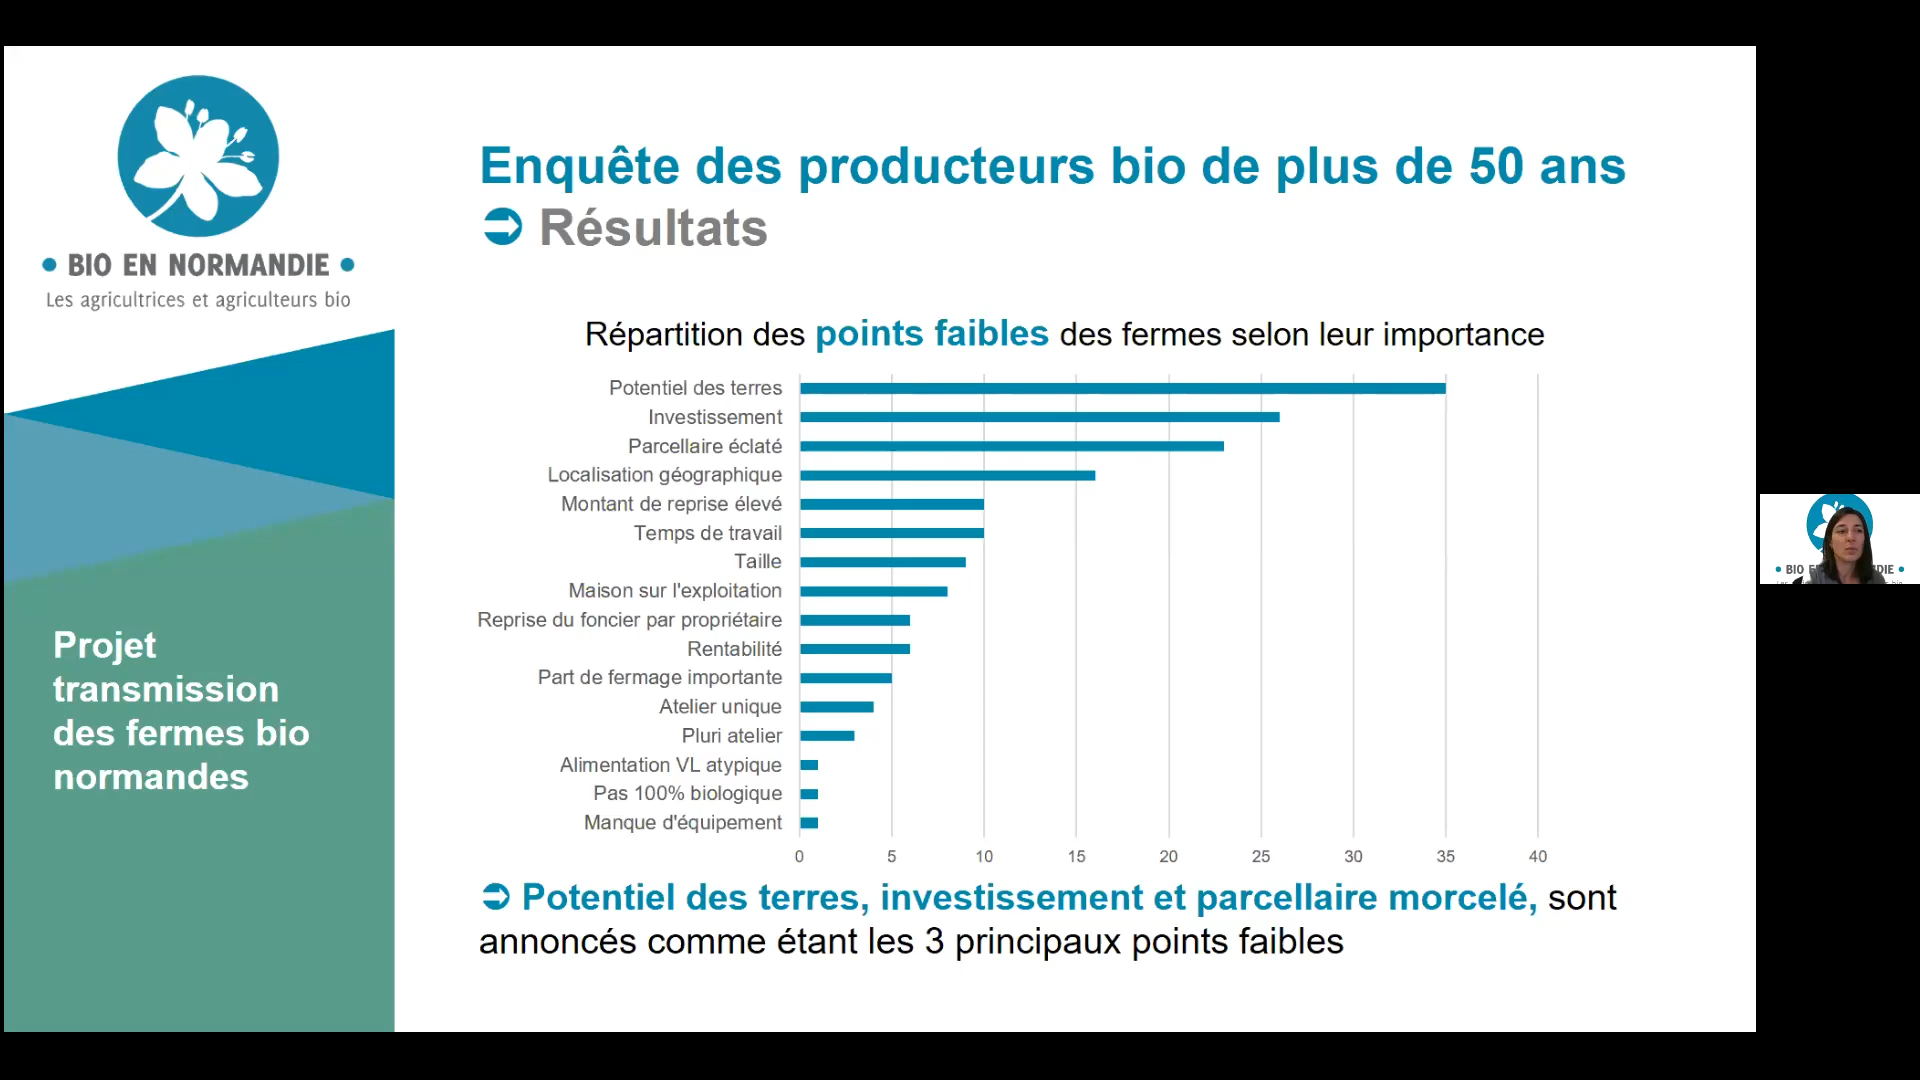 BIO EN NORMANDIE
Les agricultrices et agriculteurs bio
Projet
transmission
des fermes bio
normandes
Enquête des producteurs bio de plus de 50 ans
Résultats
Répartition des points faibles des fermes selon leur importance
Potentiel des terres
Investissement
Parcellaire éclaté
Localisation géographique
Montant de reprise élevé
Temps de travail
Taille
Maison sur l'exploitation
Reprise du foncier par propriétaire
Rentabilité
Part de fermage importante
Atelier unique
Pluri atelier
Alimentation VL atypique
Pas 100% biologique
Manque d'équipement
0 5 10 15 20 25 30 35 40
Potentiel des terres, investissement et parcellaire morcelé, sont
annoncés comme étant les 3 principaux points faibles
BIO
DIE